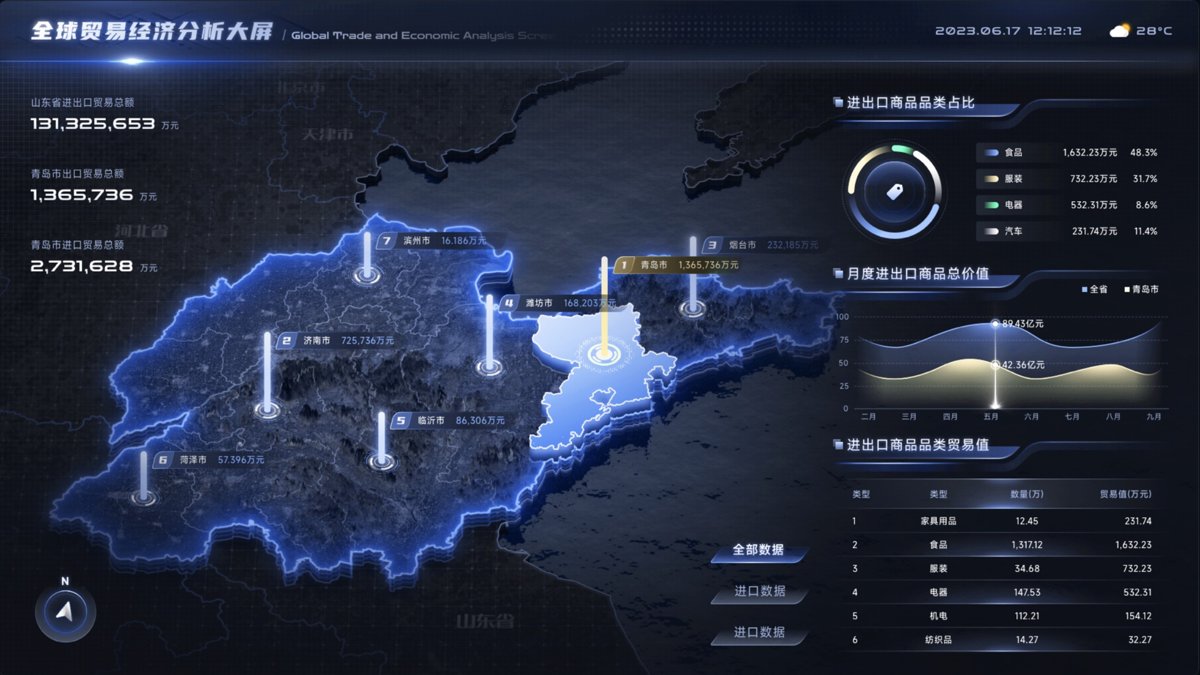 全球贸易经济分析大屏 / Global Trade and Economic Analysis Screen
2023.06.17 12:12:12
28°C
山东省进出口贸易总额
131,325,653 万元
青岛市出口贸易总额
1,365,736 万元
青岛市进口贸易总额
2,731,628 万元
北京市
天津市
河北省
7 滨州市 16.186万元
3 烟台市 232,185万元
1 青岛市 1,365,736万元
4 潍坊市 168,203万元
2 济南市 725,736万元
5 临沂市 86,306万元
6 菏泽市 57.396万元
N
山东省
全部数据
进口数据
进口数据
进出口商品品类占比
食品 1,632.23万元 48.3%
服装 732.23万元 31.7%
电器 532.31万元 8.6%
汽车 231.74万元 11.4%
月度进出口商品总价值
全省 青岛市
100
75
50
25
0
89.43亿元
42.36亿元
二月 三月 四月 五月 六月 七月 八月 九月
进出口商品品类贸易值
类型 类型 数量(万) 贸易值(万元)
1 家具用品 12.45 231.74
2 食品 1,317.12 1,632.23
3 服装 34.68 732.23
4 电器 147.53 532.31
5 机电 112.21 154.12
6 纺织品 14.27 32.27